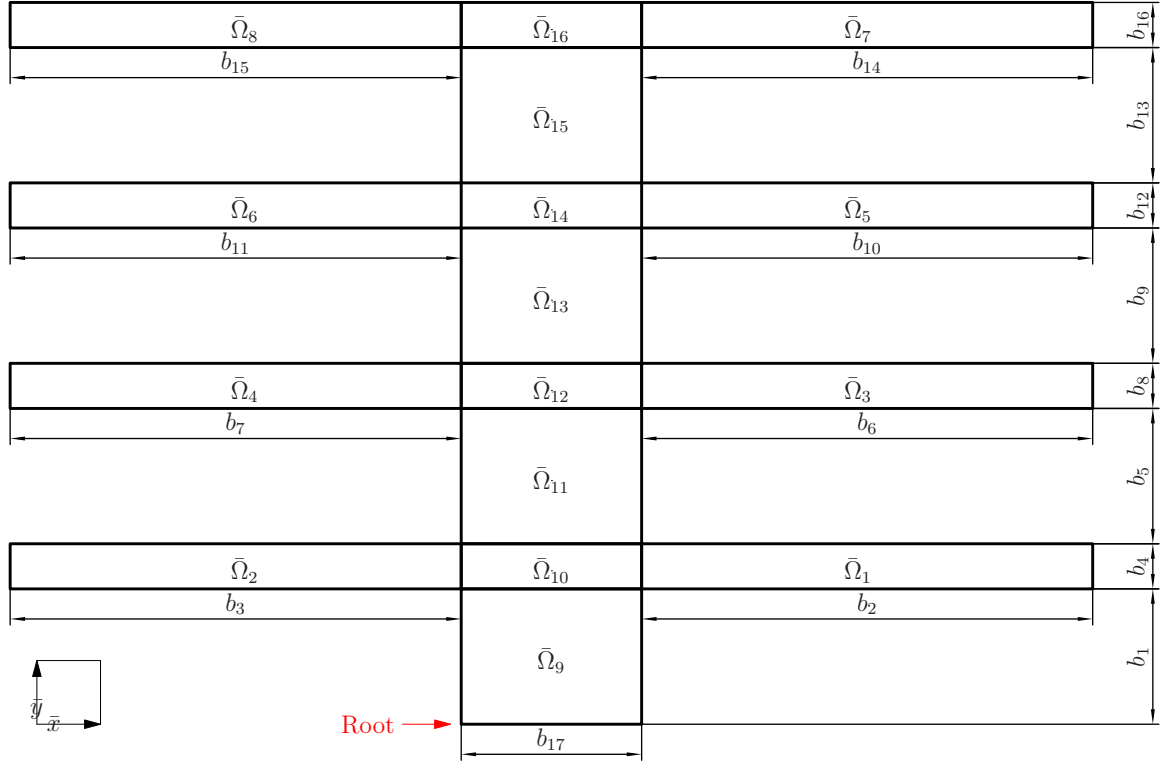 Ω̄₈ Ω̄₁₆ Ω̄₇ b₁₆
b₁₅ b₁₄
Ω̄₁₅ b₁₃
Ω̄₆ Ω̄₁₄ Ω̄₅ b₁₂
b₁₁ b₁₀
Ω̄₁₃ b₉
Ω̄₄ Ω̄₁₂ Ω̄₃ b₈
b₇ b₆
Ω̄₁₁ b₅
Ω̄₂ Ω̄₁₀ Ω̄₁ b₄
b₃ b₂
Ω̄₉ b₁
ȳ
x̄ Root
b₁₇